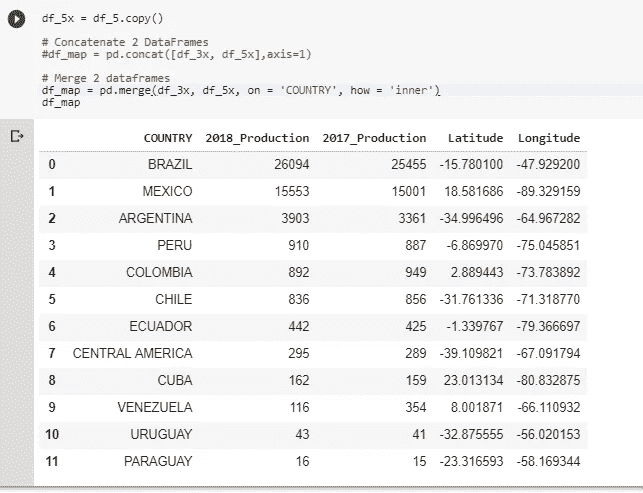 df_5x = df_5.copy()
# Concatenate 2 DataFrames
#df_map = pd.concat([df_3x, df_5x],axis=1)
# Merge 2 dataframes
df_map = pd.merge(df_3x, df_5x, on = 'COUNTRY', how = 'inner')
df_map
COUNTRY 2018_Production 2017_Production Latitude Longitude
0 BRAZIL 26094 25455 -15.780100 -47.929200
1 MEXICO 15553 15001 18.581686 -89.329159
2 ARGENTINA 3903 3361 -34.996496 -64.967282
3 PERU 910 887 -6.869970 -75.045851
4 COLOMBIA 892 949 2.889443 -73.783892
5 CHILE 836 856 -31.761336 -71.318770
6 ECUADOR 442 425 -1.339767 -79.366697
7 CENTRAL AMERICA 295 289 -39.109821 -67.091794
8 CUBA 162 159 23.013134 -80.832875
9 VENEZUELA 116 354 8.001871 -66.110932
10 URUGUAY 43 41 -32.875555 -56.020153
11 PARAGUAY 16 15 -23.316593 -58.169344